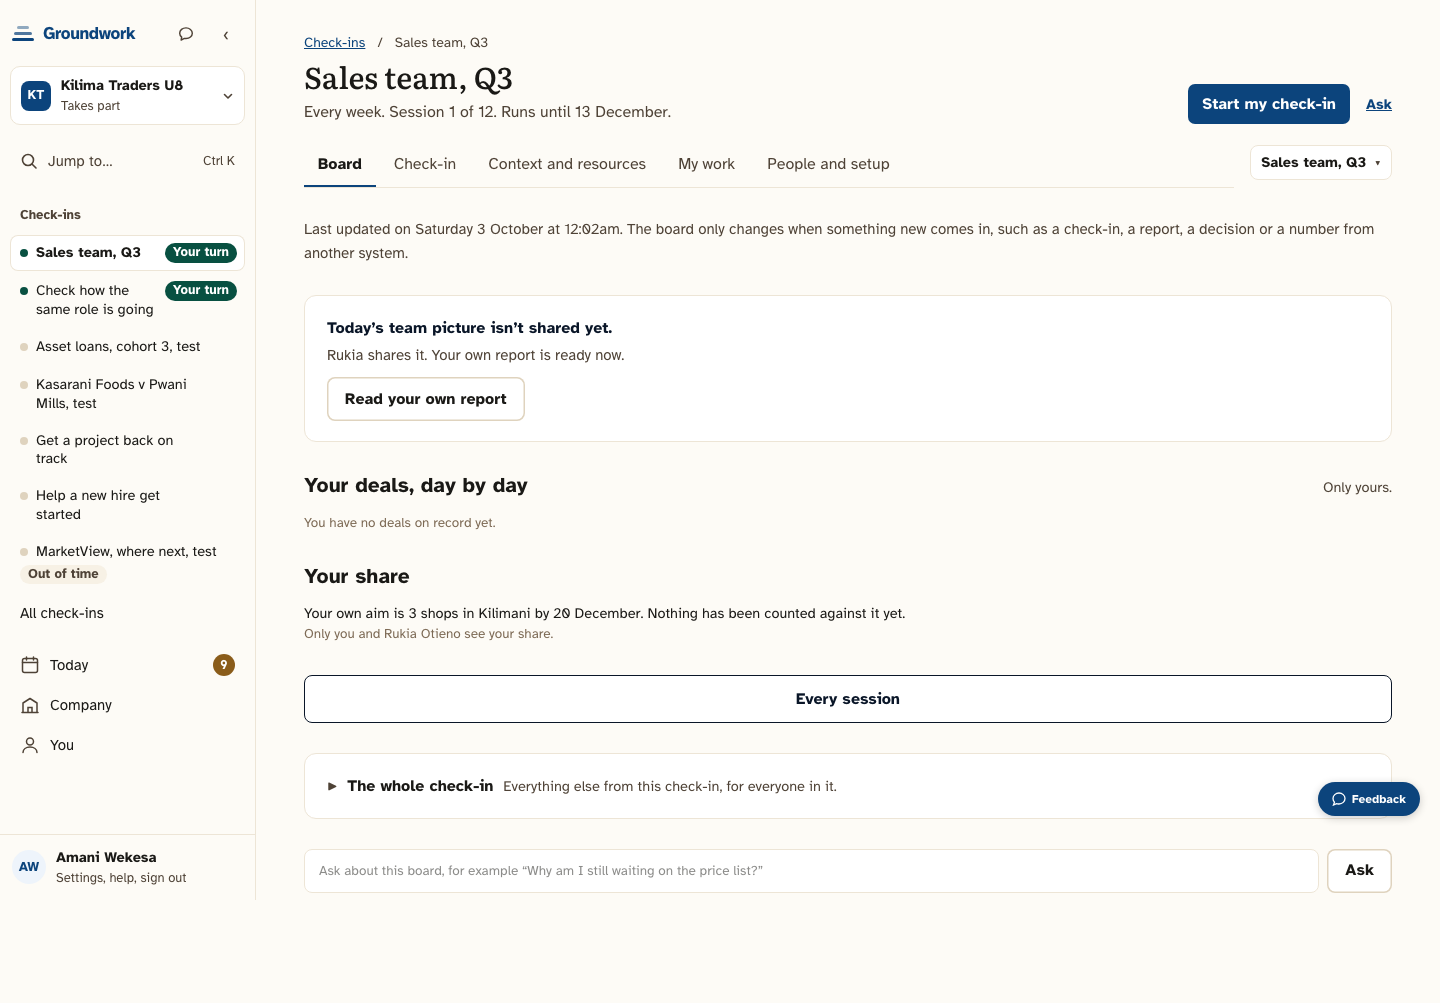 Groundwork
KT
Kilima Traders U8
Takes part
Jump to...
Ctrl K
Check-ins
Sales team, Q3
Your turn
Check how the
same role is going
Your turn
Asset loans, cohort 3, test
Kasarani Foods v Pwani
Mills, test
Get a project back on
track
Help a new hire get
started
MarketView, where next, test
Out of time
All check-ins
Today
9
Company
You
AW
Amani Wekesa
Settings, help, sign out
Check-ins / Sales team, Q3
Sales team, Q3
Every week. Session 1 of 12. Runs until 13 December.
Start my check-in
Ask
Board
Check-in
Context and resources
My work
People and setup
Sales team, Q3
Last updated on Saturday 3 October at 12:02am. The board only changes when something new comes in, such as a check-in, a report, a decision or a number from
another system.
Today’s team picture isn’t shared yet.
Rukia shares it. Your own report is ready now.
Read your own report
Your deals, day by day
Only yours.
You have no deals on record yet.
Your share
Your own aim is 3 shops in Kilimani by 20 December. Nothing has been counted against it yet.
Only you and Rukia Otieno see your share.
Every session
The whole check-in Everything else from this check-in, for everyone in it.
Feedback
Ask about this board, for example “Why am I still waiting on the price list?”
Ask